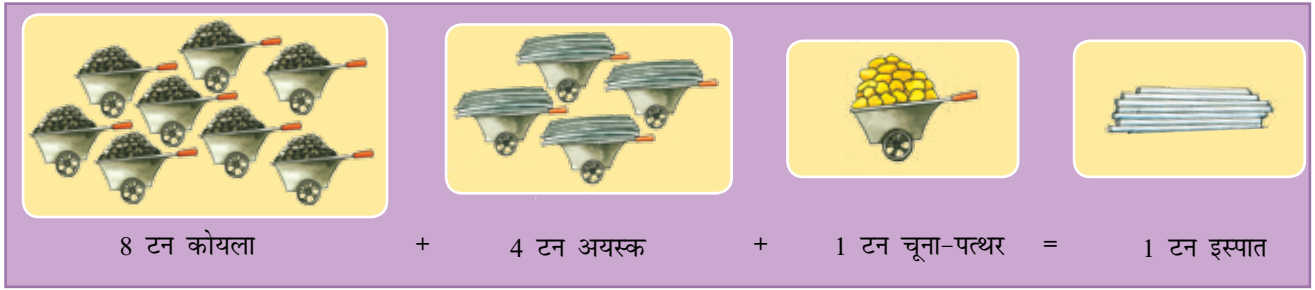 8 टन कोयला + 4 टन अयस्क + 1 टन चूना-पत्थर = 1 टन इस्पात